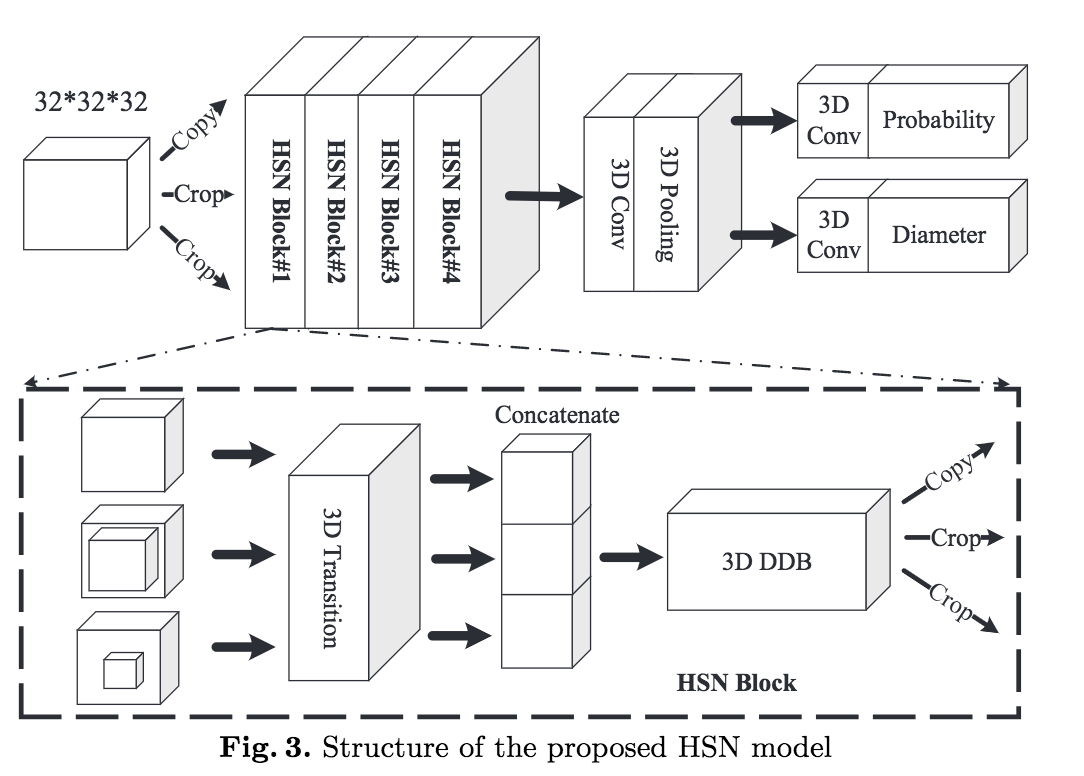 32*32*32
Copy
Crop
Crop
HSN Block#1
HSN Block#2
HSN Block#3
HSN Block#4
3D Conv
3D Pooling
3D
Conv
Probability
3D
Conv
Diameter
3D Transition
Concatenate
3D DDB
Copy
Crop
Crop
HSN Block
Fig. 3. Structure of the proposed HSN model